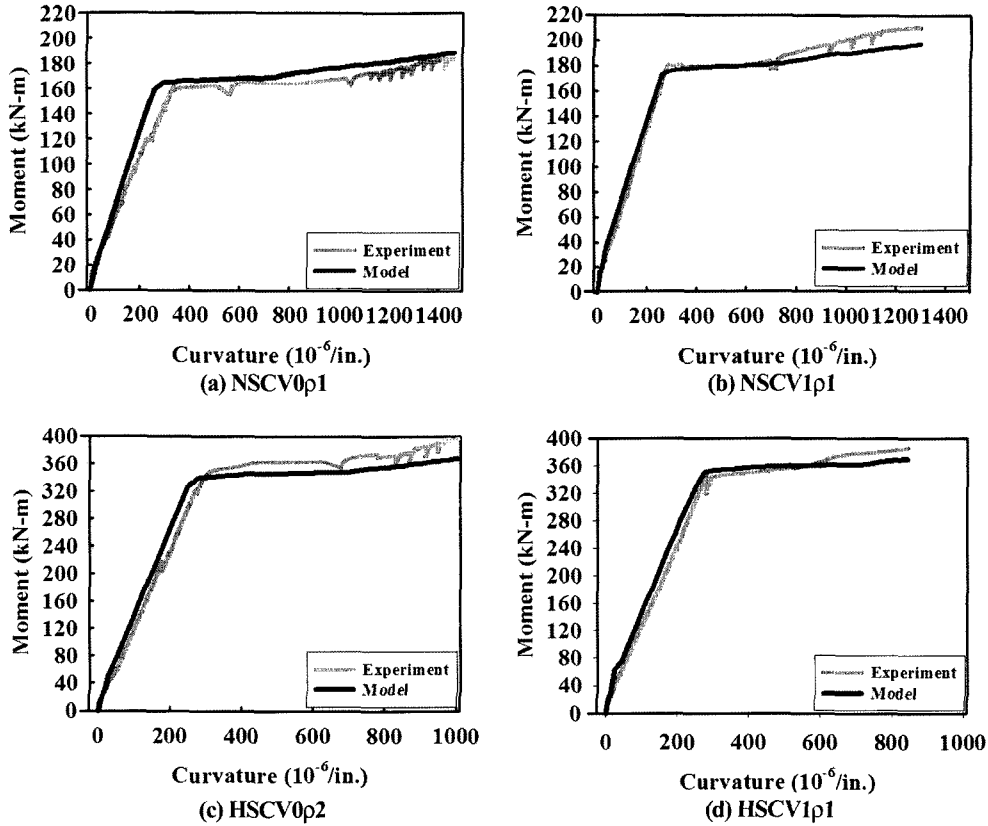 220
200
180
160
140
120
100
80
60
40
20
0
Moment (kN-m)
Experiment
Model
0 200 400 600 800 1000 1200 1400
Curvature (10⁻⁶/in.)
(a) NSCV0ρ1
220
200
180
160
140
120
100
80
60
40
20
0
Moment (kN-m)
Experiment
Model
0 200 400 600 800 1000 1200 1400
Curvature (10⁻⁶/in.)
(b) NSCV1ρ1
400
360
320
280
240
200
160
120
80
40
0
Moment (kN-m)
Experiment
Model
0 200 400 600 800 1000
Curvature (10⁻⁶/in.)
(c) HSCV0ρ2
400
360
320
280
240
200
160
120
80
40
0
Moment (kN-m)
Experiment
Model
0 200 400 600 800 1000
Curvature (10⁻⁶/in.)
(d) HSCV1ρ1